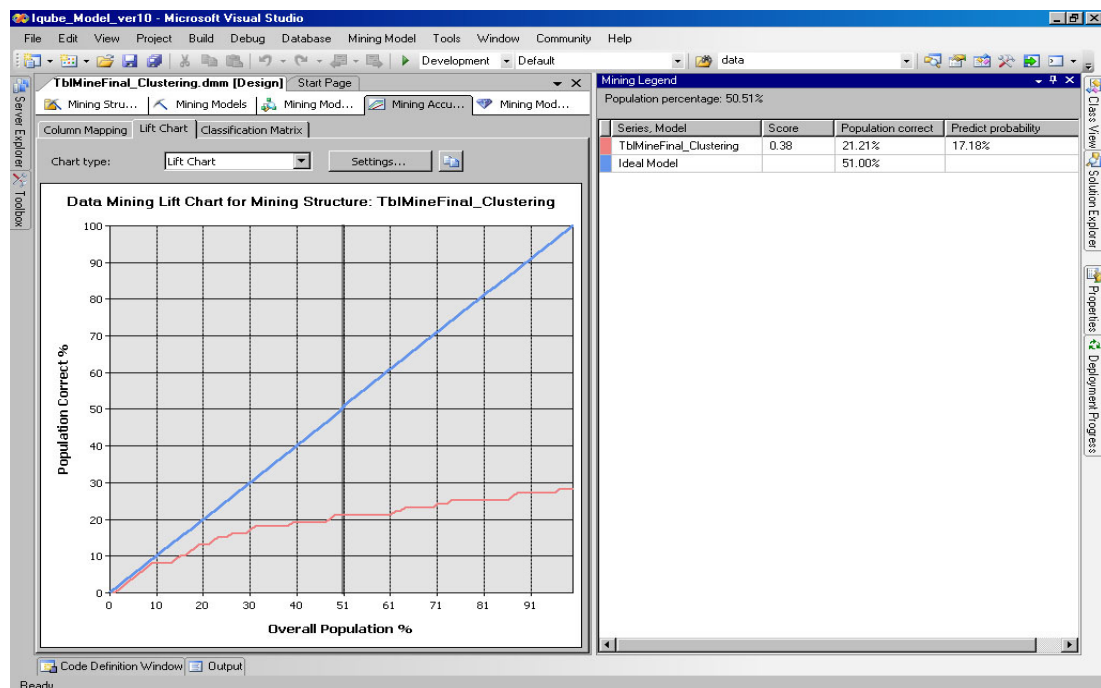 Iqube_Model_ver10 - Microsoft Visual Studio
File Edit View Project Build Debug Database Mining Model Tools Window Community Help
Development Default data
TblMineFinal_Clustering.dmm [Design] Start Page
Mining Stru... Mining Models Mining Mod... Mining Accu... Mining Mod...
Column Mapping Lift Chart Classification Matrix
Chart type: Lift Chart Settings...
Data Mining Lift Chart for Mining Structure: TblMineFinal_Clustering
Population Correct %
100
90
80
70
60
50
40
30
20
10
0
0 10 20 30 40 51 61 71 81 91
Overall Population %
Mining Legend
Population percentage: 50.51%
Series, Model Score Population correct Predict probability
TblMineFinal_Clustering 0.38 21.21% 17.18%
Ideal Model 51.00%
Server Explorer
Toolbox
Class View
Solution Explorer
Properties
Deployment Progress
Code Definition Window Output
Ready